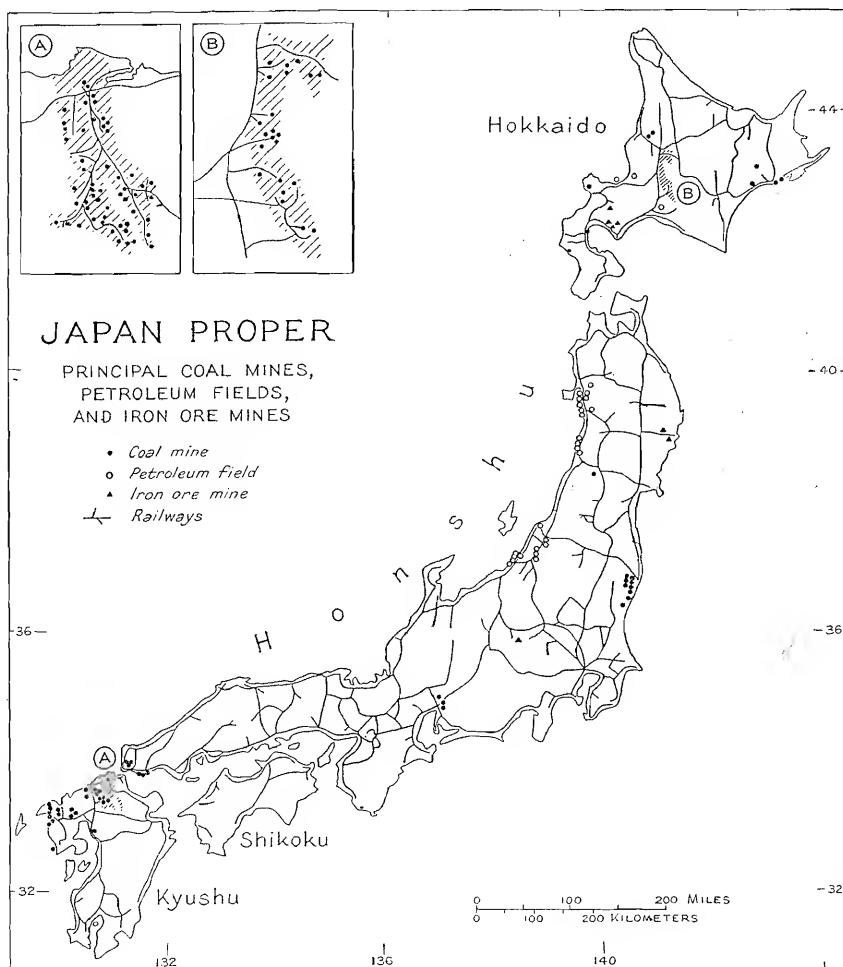 A
B
Hokkaido
44
B
JAPAN PROPER
PRINCIPAL COAL MINES,
PETROLEUM FIELDS,
AND IRON ORE MINES
Coal mine
Petroleum field
Iron ore mine
Railways
40
Honshu
36
36
A
Shikoku
Kyushu
32
32
0 100 200 MILES
0 100 200 KILOMETERS
132
136
140